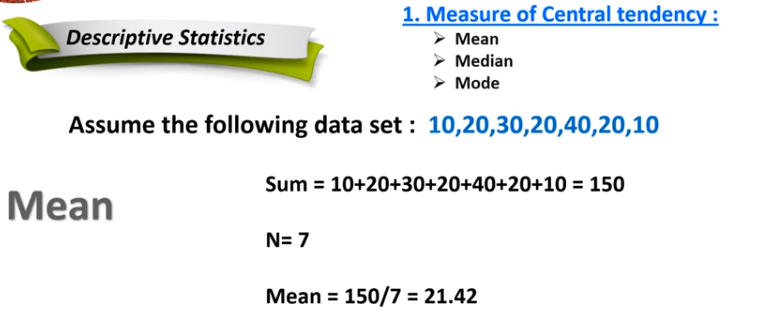 Descriptive Statistics
1. Measure of Central tendency :
➢ Mean
➢ Median
➢ Mode
Assume the following data set : 10,20,30,20,40,20,10
Mean
Sum = 10+20+30+20+40+20+10 = 150
N= 7
Mean = 150/7 = 21.42